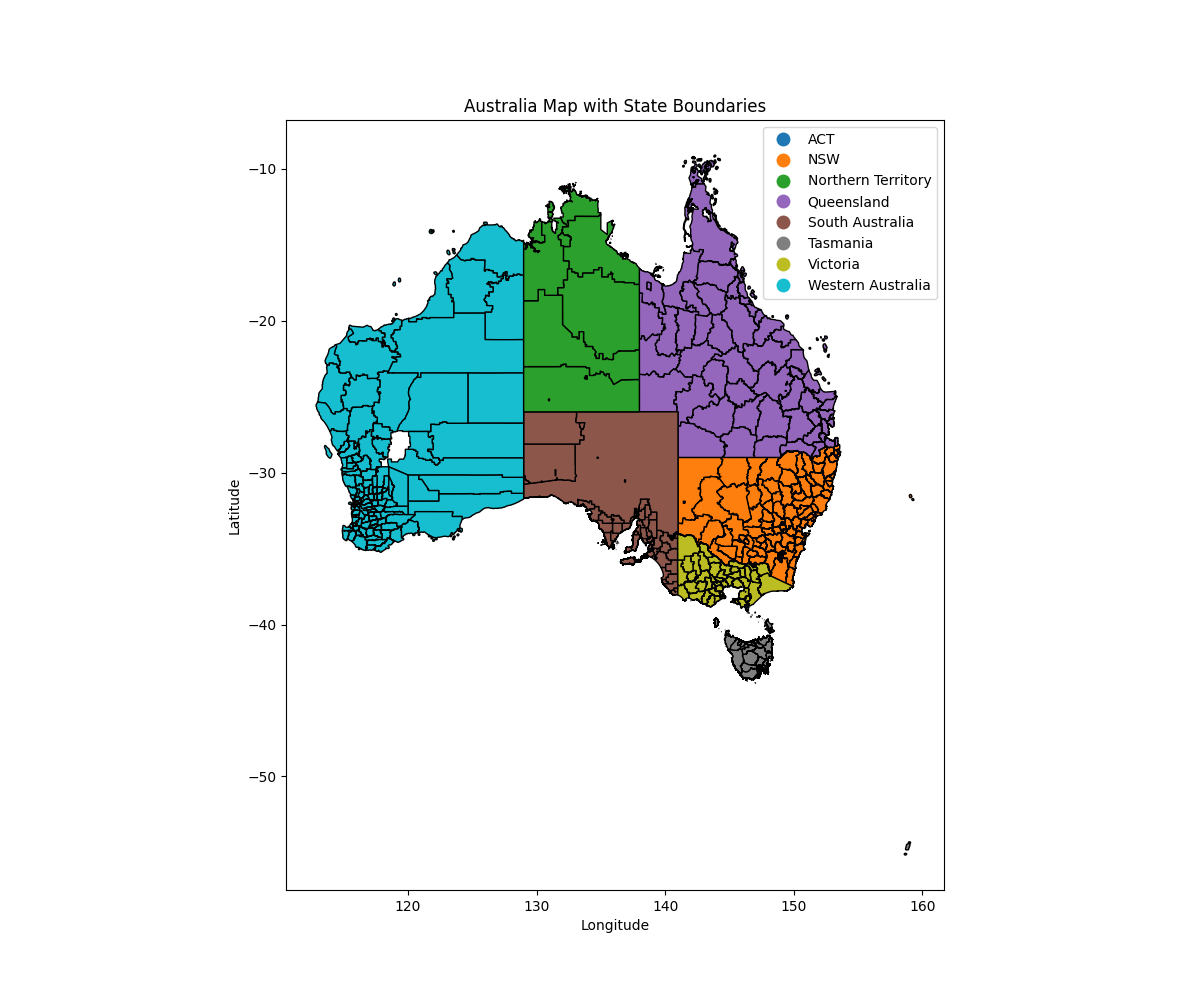 Australia Map with State Boundaries
ACT
NSW
Northern Territory
Queensland
South Australia
Tasmania
Victoria
Western Australia
−10
−20
−30
−40
−50
Latitude
120 130 140 150 160
Longitude